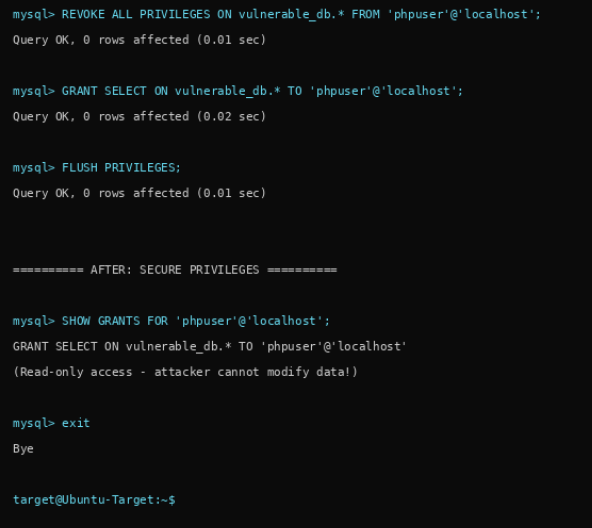 mysql> REVOKE ALL PRIVILEGES ON vulnerable_db.* FROM 'phpuser'@'localhost';
Query OK, 0 rows affected (0.01 sec)
mysql> GRANT SELECT ON vulnerable_db.* TO 'phpuser'@'localhost';
Query OK, 0 rows affected (0.02 sec)
mysql> FLUSH PRIVILEGES;
Query OK, 0 rows affected (0.01 sec)
========== AFTER: SECURE PRIVILEGES ==========
mysql> SHOW GRANTS FOR 'phpuser'@'localhost';
GRANT SELECT ON vulnerable_db.* TO 'phpuser'@'localhost'
(Read-only access - attacker cannot modify data!)
mysql> exit
Bye
target@Ubuntu-Target:~$